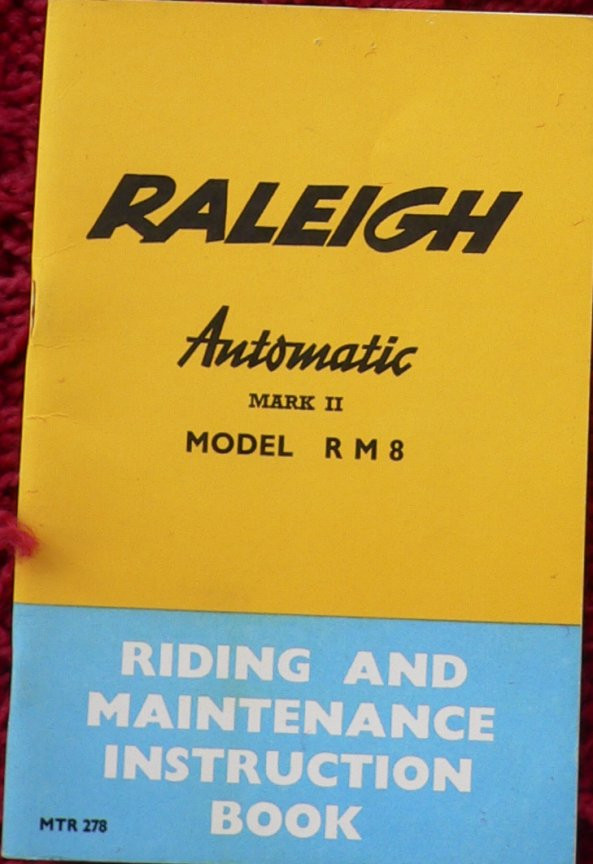 RALEIGH
Automatic
MARK II
MODEL RM8
RIDING AND
MAINTENANCE
INSTRUCTION
BOOK
MTR 278